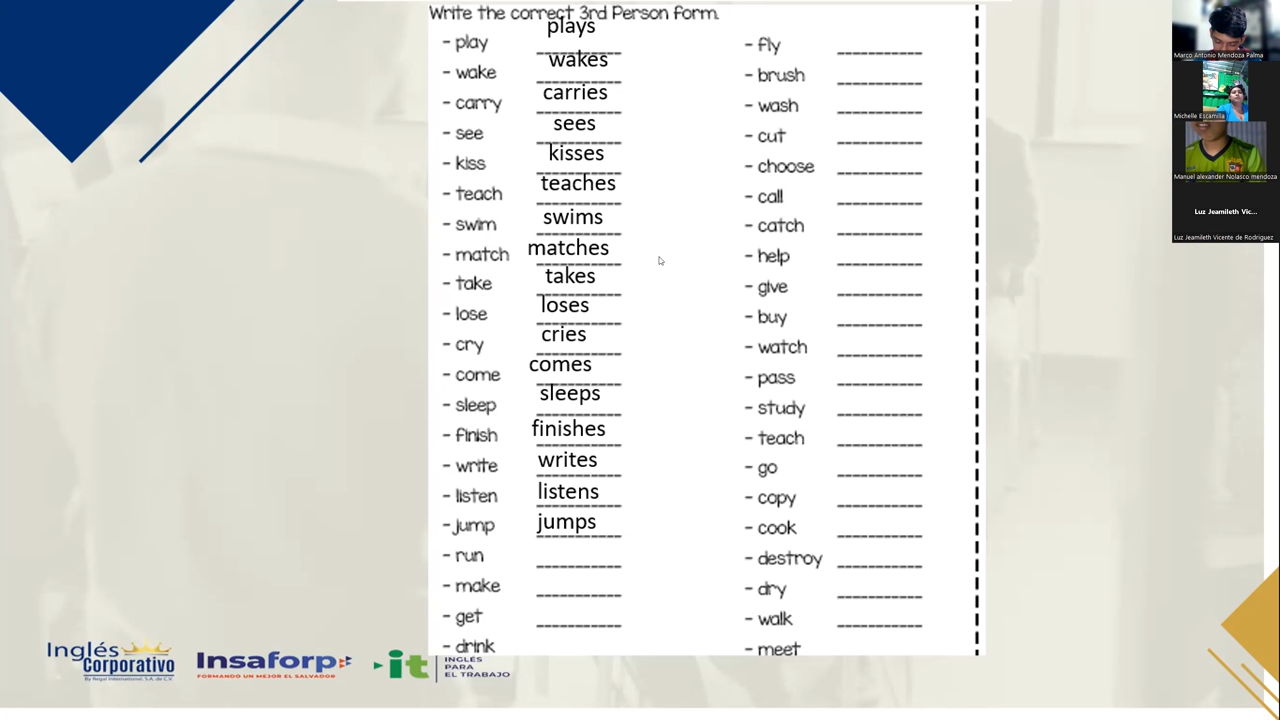 Write the correct 3rd Person form.
- play plays
- wake wakes
- carry carries
- see sees
- kiss kisses
- teach teaches
- swim swims
- match matches
- take takes
- lose loses
- cry cries
- come comes
- sleep sleeps
- finish finishes
- write writes
- listen listens
- jump jumps
- run
- make
- get
- drink
- fly
- brush
- wash
- cut
- choose
- call
- catch
- help
- give
- buy
- watch
- pass
- study
- teach
- go
- copy
- cook
- destroy
- dry
- walk
- meet
Inglés
Corporativo
By Regal International, S.A. de C.V.
Insaforp
FORMANDO UN MEJOR EL SALVADOR
it
INGLÉS
PARA
EL TRABAJO
Marco Antonio Mendoza Palma
Michelle Escamilla
Manuel alexander Nolasco mendoza
Luz Jeamileth Vic...
Luz Jeamileth Vicente de Rodriguez